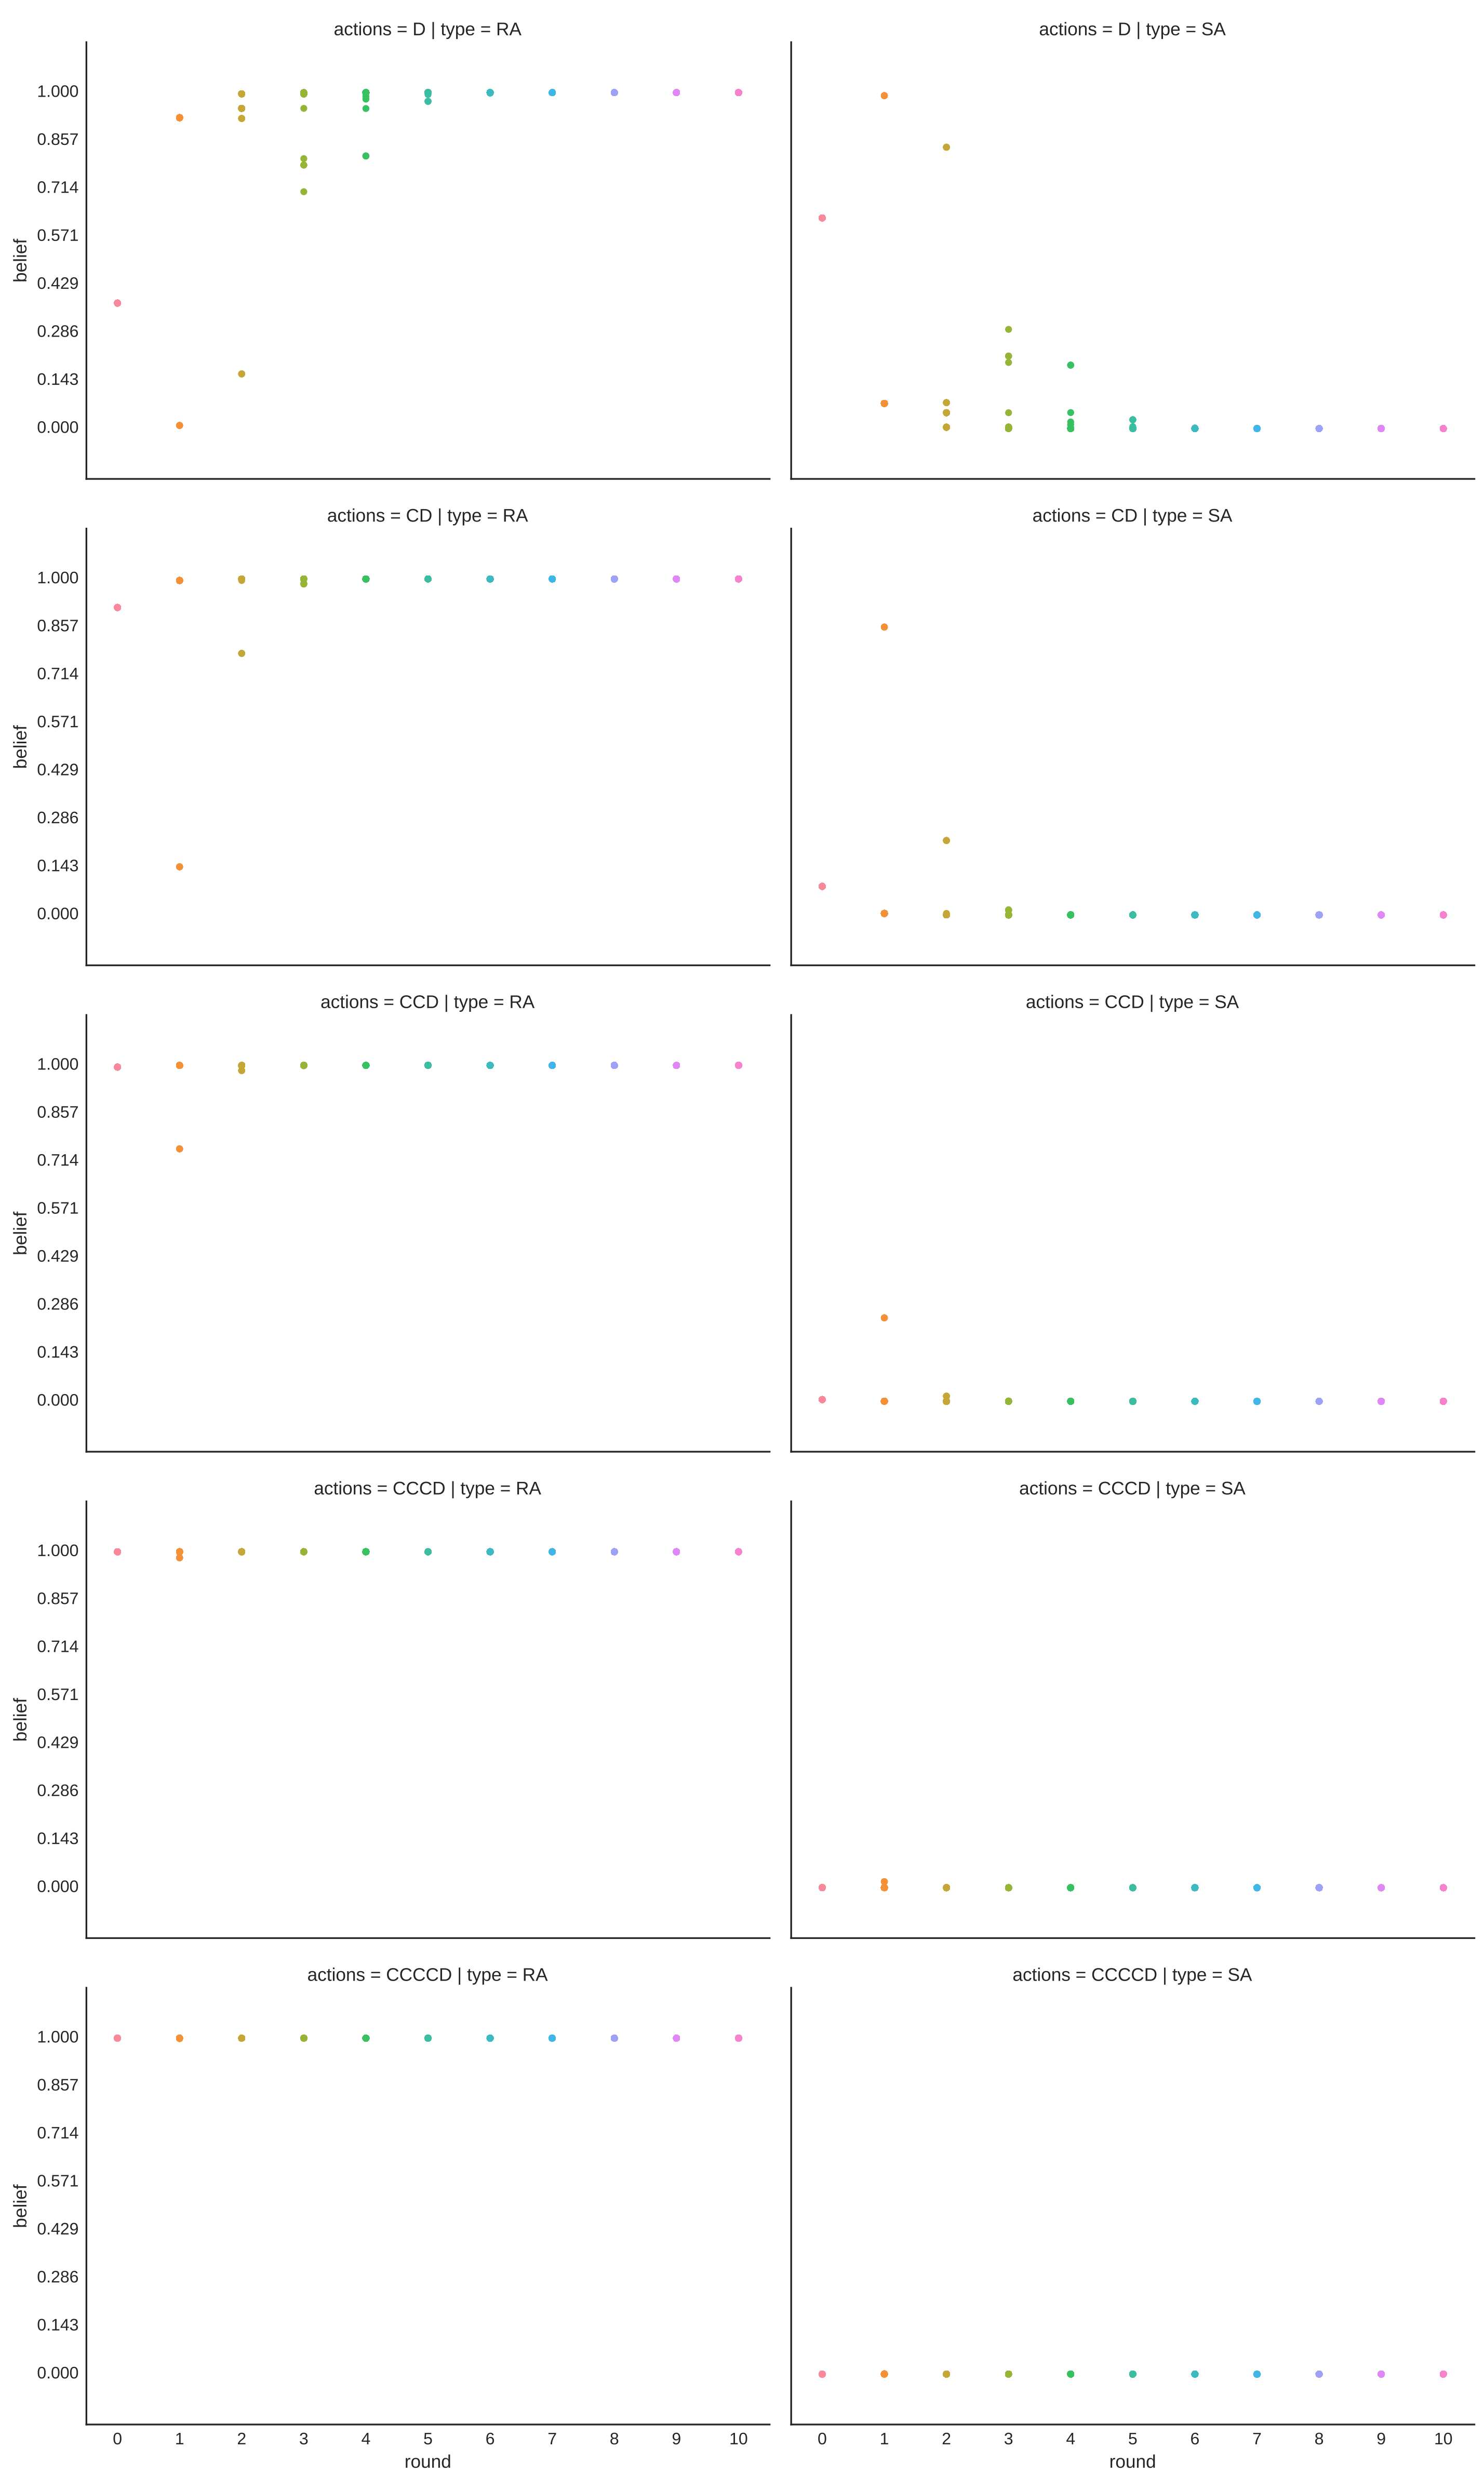 actions = D | type = RA
actions = D | type = SA
1.000
0.857
0.714
0.571
0.429
0.286
0.143
0.000
belief
actions = CD | type = RA
actions = CD | type = SA
1.000
0.857
0.714
0.571
0.429
0.286
0.143
0.000
belief
actions = CCD | type = RA
actions = CCD | type = SA
1.000
0.857
0.714
0.571
0.429
0.286
0.143
0.000
belief
actions = CCCD | type = RA
actions = CCCD | type = SA
1.000
0.857
0.714
0.571
0.429
0.286
0.143
0.000
belief
actions = CCCCD | type = RA
actions = CCCCD | type = SA
1.000
0.857
0.714
0.571
0.429
0.286
0.143
0.000
belief
0 1 2 3 4 5 6 7 8 9 10
round
0 1 2 3 4 5 6 7 8 9 10
round